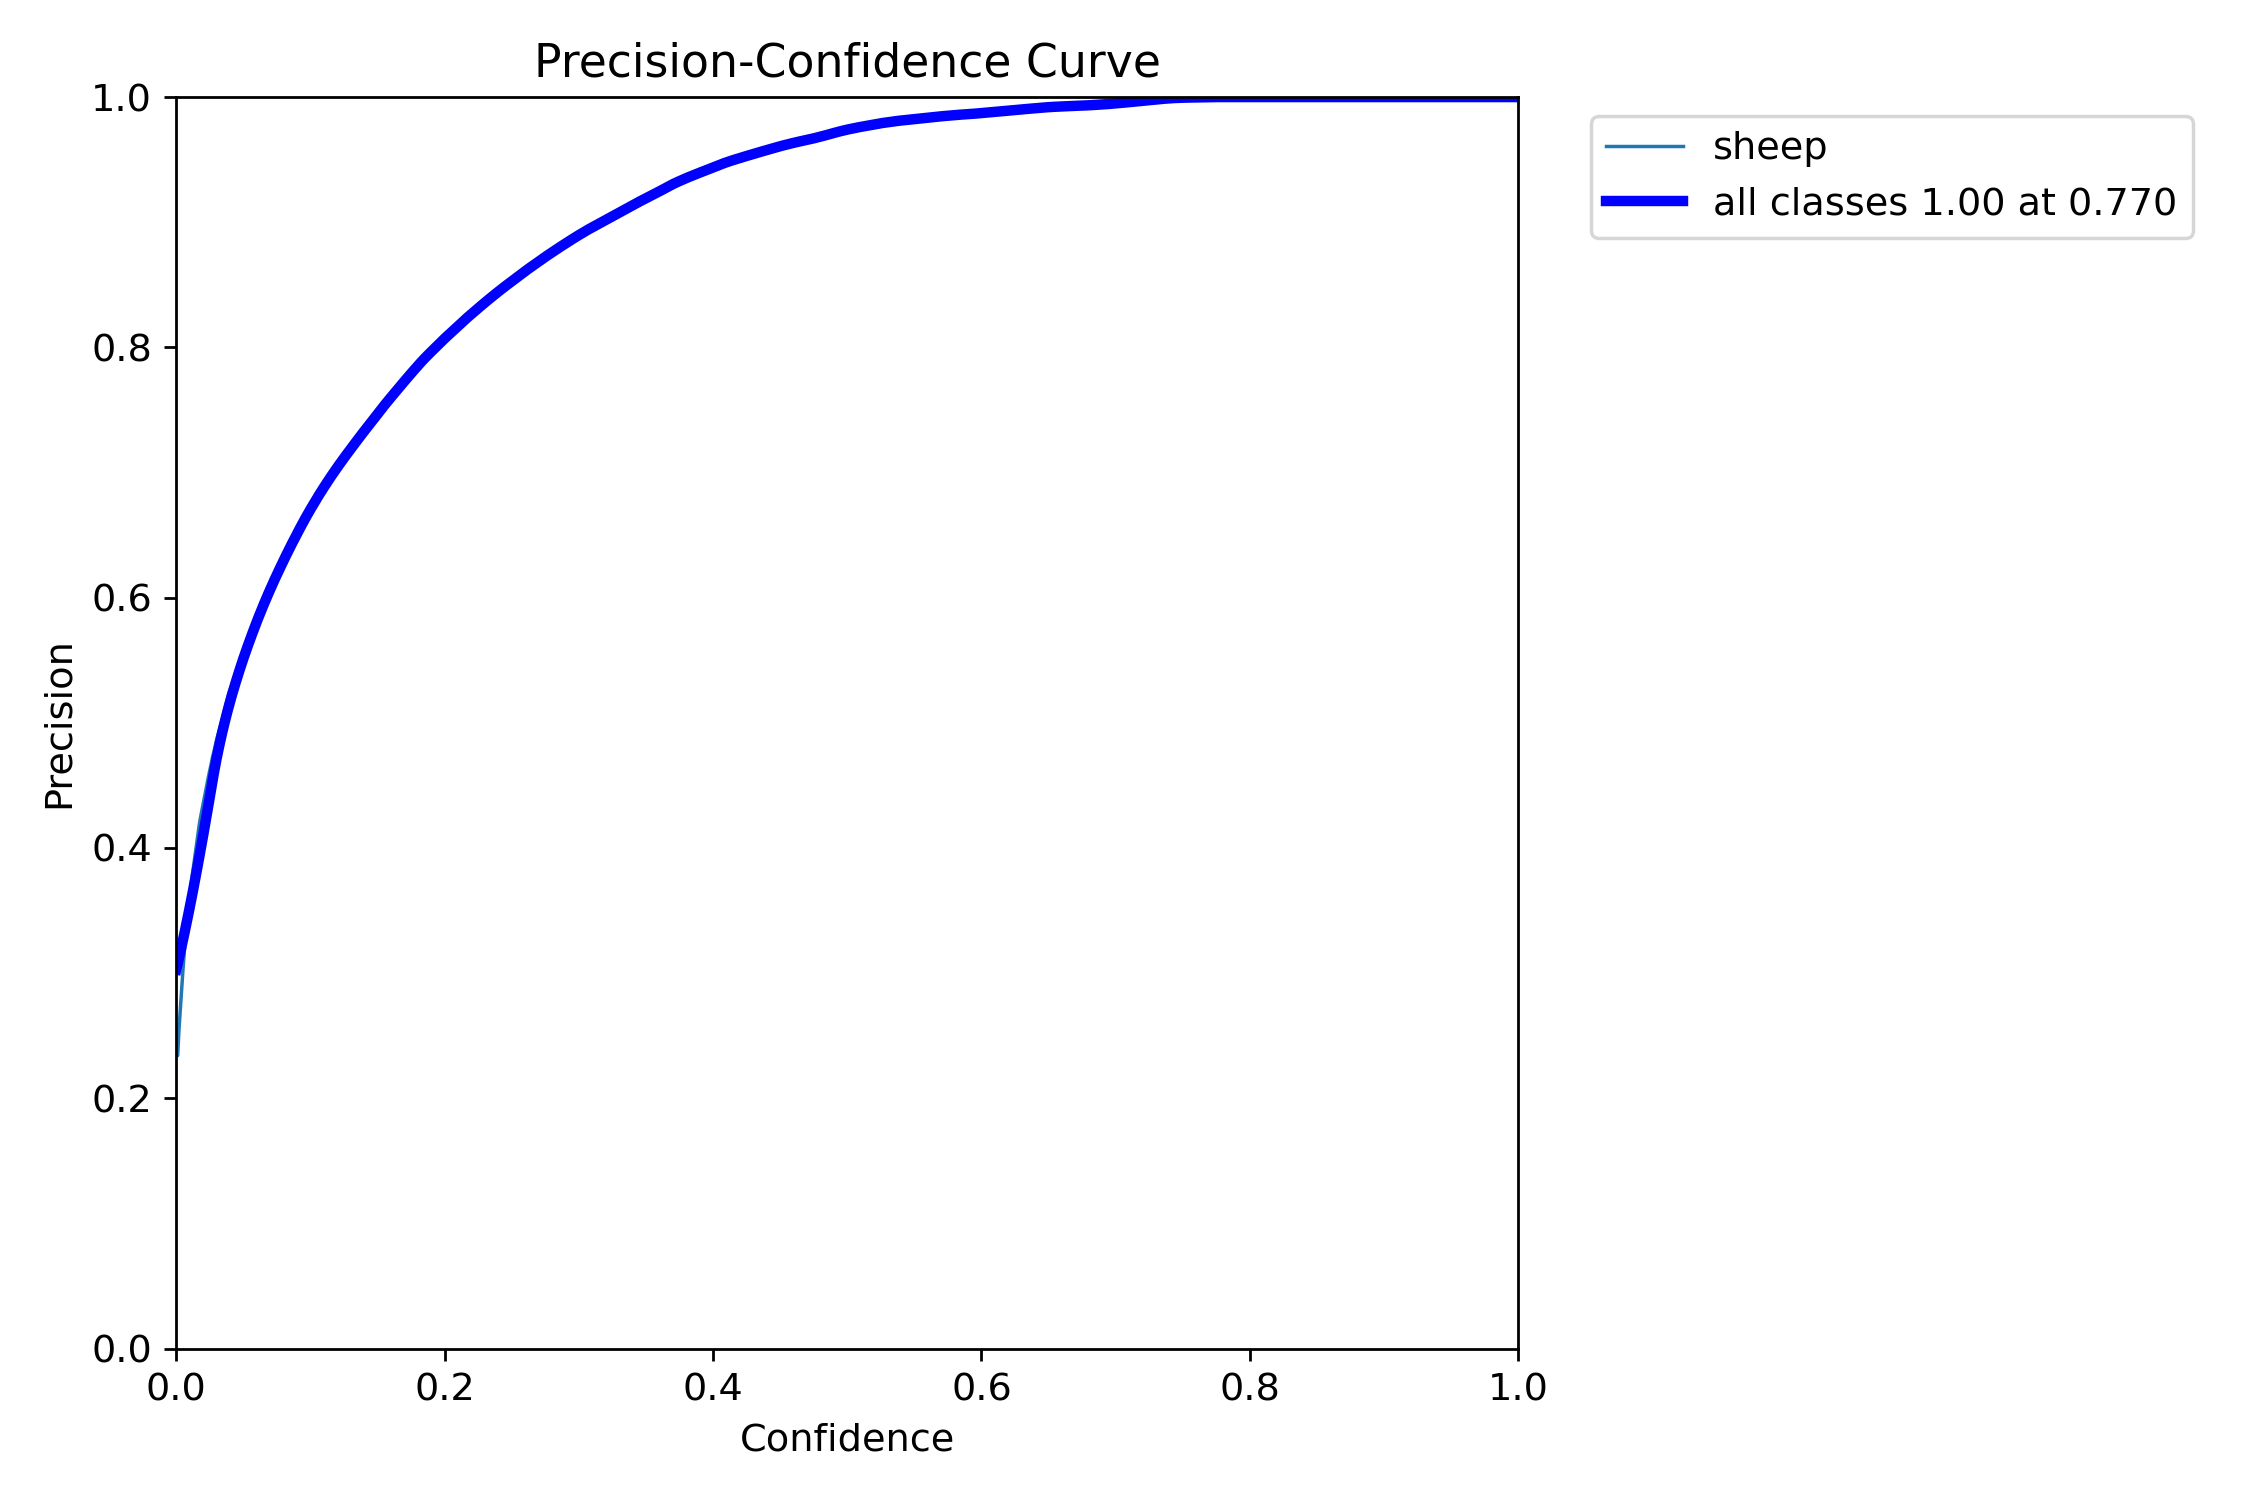 Precision-Confidence Curve
1.0
0.8
0.6
0.4
0.2
0.0
Precision
0.0 0.2 0.4 0.6 0.8 1.0
Confidence
sheep
all classes 1.00 at 0.770